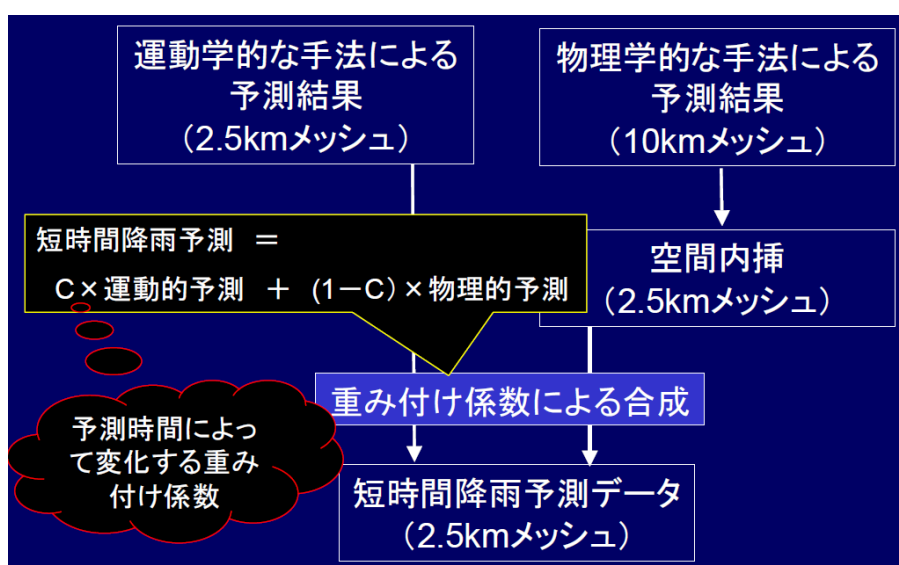 運動学的な手法による
予測結果
（2.5kmメッシュ）
物理学的な手法による
予測結果
（10kmメッシュ）
短時間降雨予測 ＝
C×運動的予測 ＋ (1－C)×物理的予測
空間内挿
（2.5kmメッシュ）
重み付け係数による合成
予測時間によっ
て変化する重み
付け係数
短時間降雨予測データ
（2.5kmメッシュ）